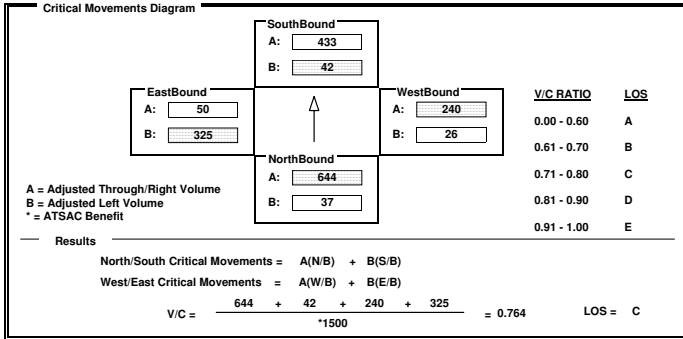 Critical Movements Diagram
SouthBound
A: 433
B: 42
EastBound
A: 50
B: 325
WestBound
A: 240
B: 26
NorthBound
A: 644
B: 37
V/C RATIO LOS
0.00 - 0.60 A
0.61 - 0.70 B
0.71 - 0.80 C
0.81 - 0.90 D
0.91 - 1.00 E
A = Adjusted Through/Right Volume
B = Adjusted Left Volume
* = ATSAC Benefit
Results
North/South Critical Movements = A(N/B) + B(S/B)
West/East Critical Movements = A(W/B) + B(E/B)
V/C = 644 + 42 + 240 + 325 = 0.764 LOS = C
*1500